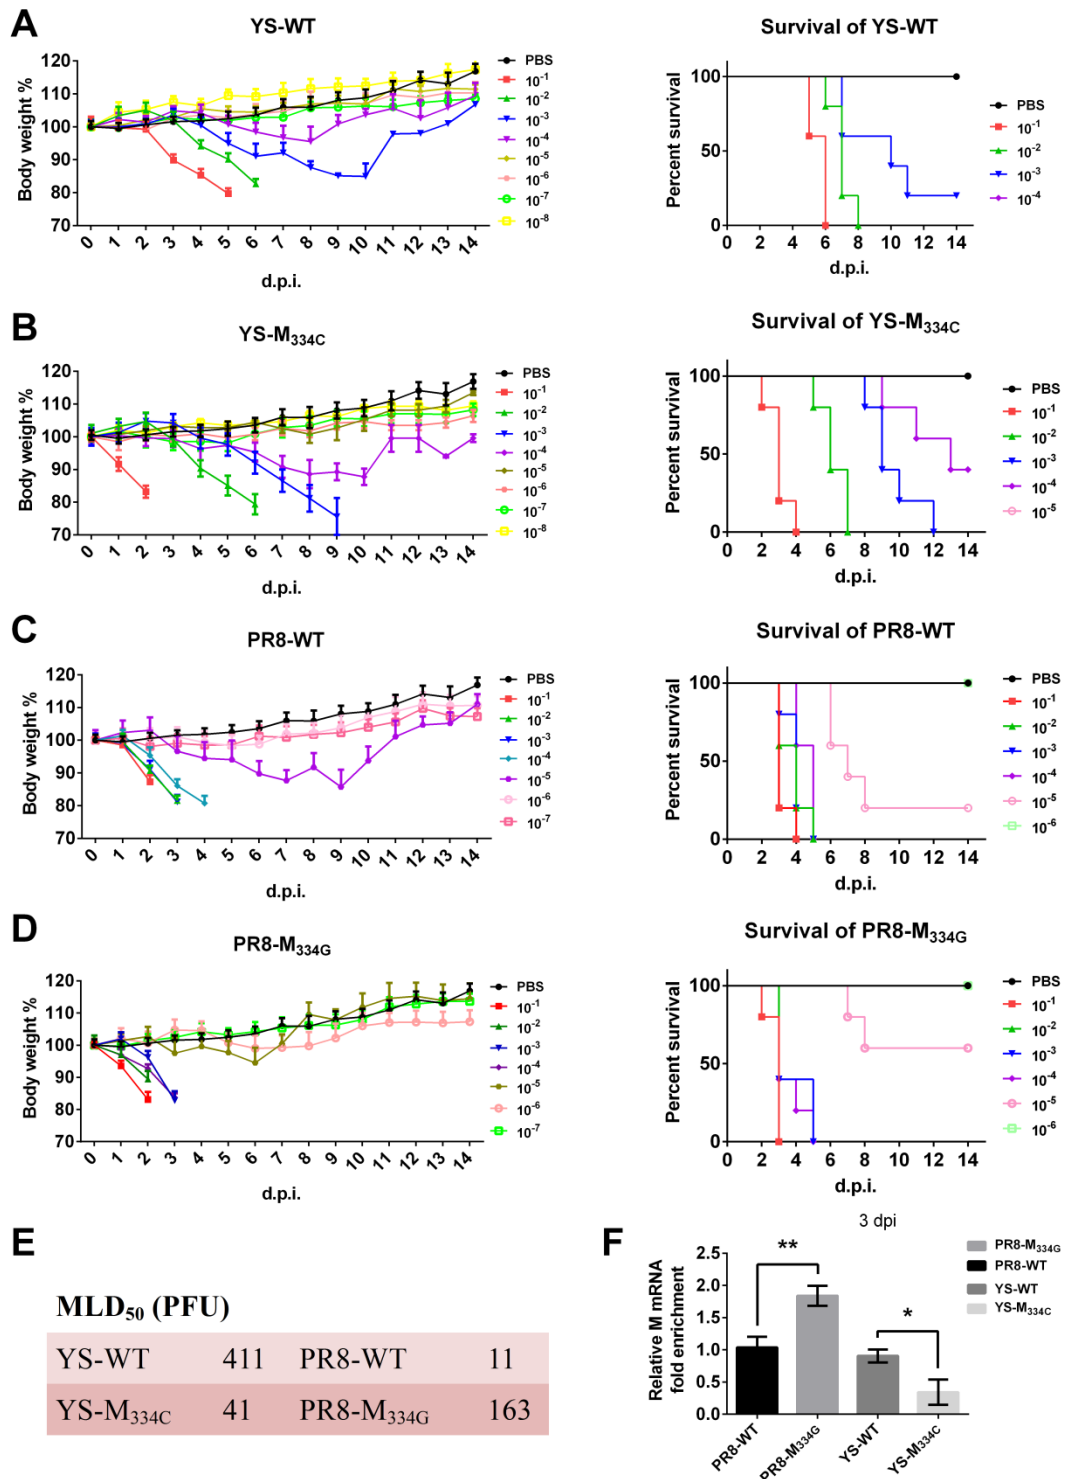 A
YS-WT
Body weight %
120
110
100
90
80
70
0 1 2 3 4 5 6 7 8 9 10 11 12 13 14
d.p.i.
PBS
10-1
10-2
10-3
10-4
10-5
10-6
10-7
10-8
Survival of YS-WT
Percent survival
100
50
0
0 2 4 6 8 10 12 14
d.p.i.
PBS
10-1
10-2
10-3
10-4
B
YS-M334C
Body weight %
120
110
100
90
80
70
0 1 2 3 4 5 6 7 8 9 10 11 12 13 14
d.p.i.
PBS
10-1
10-2
10-3
10-4
10-5
10-6
10-7
10-8
Survival of YS-M334C
Percent survival
100
50
0
0 2 4 6 8 10 12 14
d.p.i.
PBS
10-1
10-2
10-3
10-4
10-5
C
PR8-WT
Body weight %
120
110
100
90
80
70
0 1 2 3 4 5 6 7 8 9 10 11 12 13 14
d.p.i.
PBS
10-1
10-2
10-3
10-4
10-5
10-6
10-7
Survival of PR8-WT
Percent survival
100
50
0
0 2 4 6 8 10 12 14
d.p.i.
PBS
10-1
10-2
10-3
10-4
10-5
10-6
D
PR8-M334G
Body weight %
120
110
100
90
80
70
0 1 2 3 4 5 6 7 8 9 10 11 12 13 14
d.p.i.
PBS
10-1
10-2
10-3
10-4
10-5
10-6
10-7
Survival of PR8-M334G
Percent survival
100
50
0
0 2 4 6 8 10 12 14
d.p.i.
PBS
10-1
10-2
10-3
10-4
10-5
10-6
E
MLD50 (PFU)
YS-WT 411 PR8-WT 11
YS-M334C 41 PR8-M334G 163
F
3 dpi
Relative M mRNA
fold enrichment
2.5
2.0
1.5
1.0
0.5
0.0
**
*
PR8-WT PR8-M334G YS-WT YS-M334C
PR8-M334G
PR8-WT
YS-WT
YS-M334C